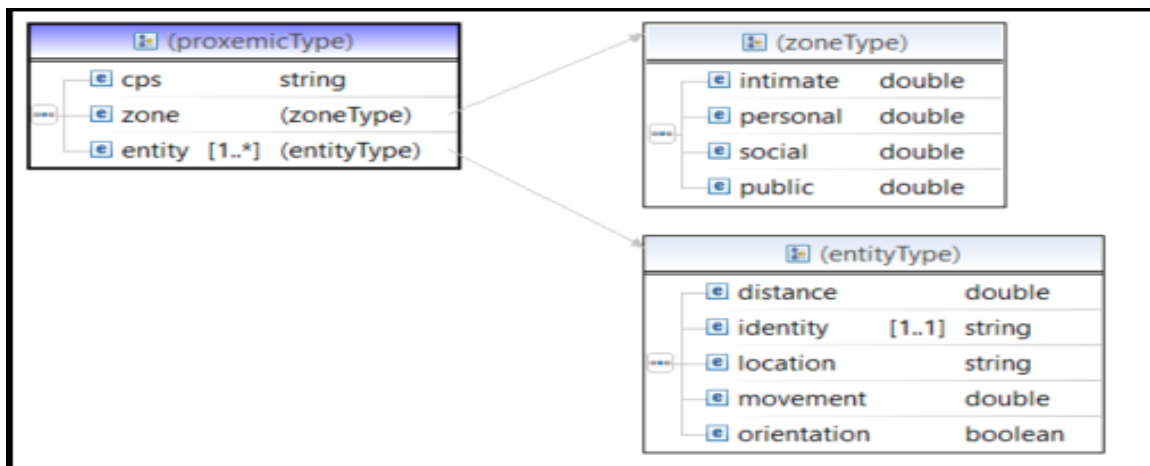 (proxemicType)
cps string
zone (zoneType)
entity [1..*] (entityType)
(zoneType)
intimate double
personal double
social double
public double
(entityType)
distance double
identity [1..1] string
location string
movement double
orientation boolean